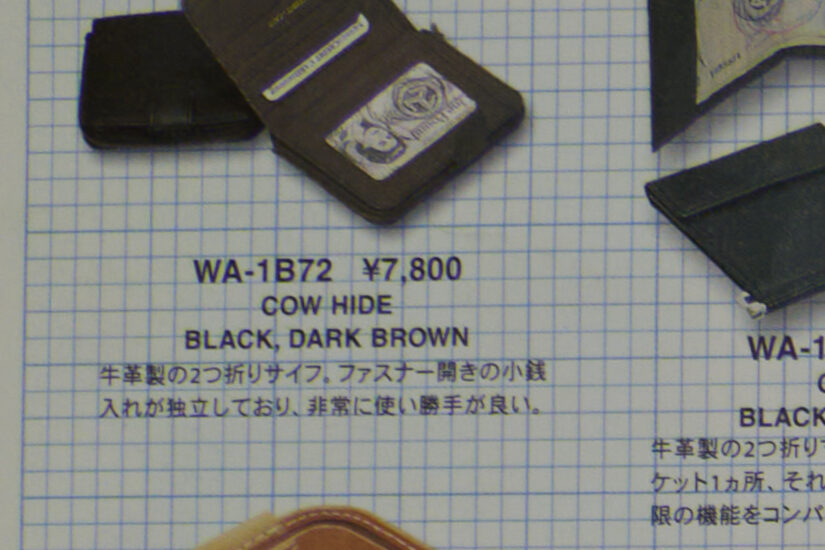 WA-1B72 ¥7,800
COW HIDE
BLACK, DARK BROWN
牛革製の2つ折りサイフ。ファスナー開きの小銭
入れが独立しており、非常に使い勝手が良い。
WA-1
BLACK
牛革製の2つ折り
ケット1ヵ所、それ
限の機能をコンパ